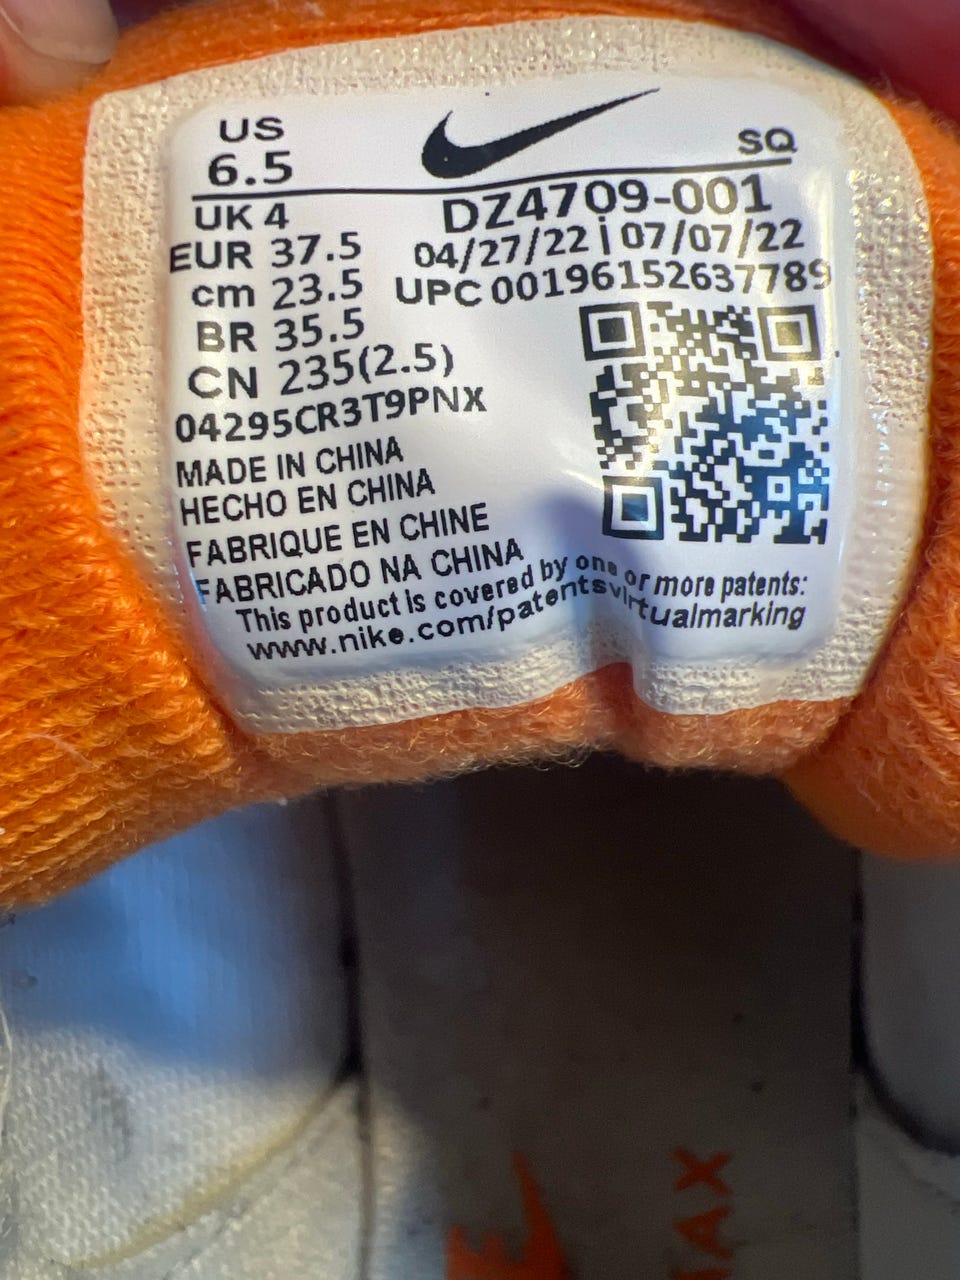 US
6.5
SQ
UK 4
EUR 37.5
cm 23.5
BR 35.5
CN 235(2.5)
DZ4709-001
04/27/22 | 07/07/22
UPC 00196152637789
04295CR3T9PNX
MADE IN CHINA
HECHO EN CHINA
FABRIQUE EN CHINE
FABRICADO NA CHINA
This product is covered by one or more patents:
www.nike.com/patentsvirtualmarking
MAX